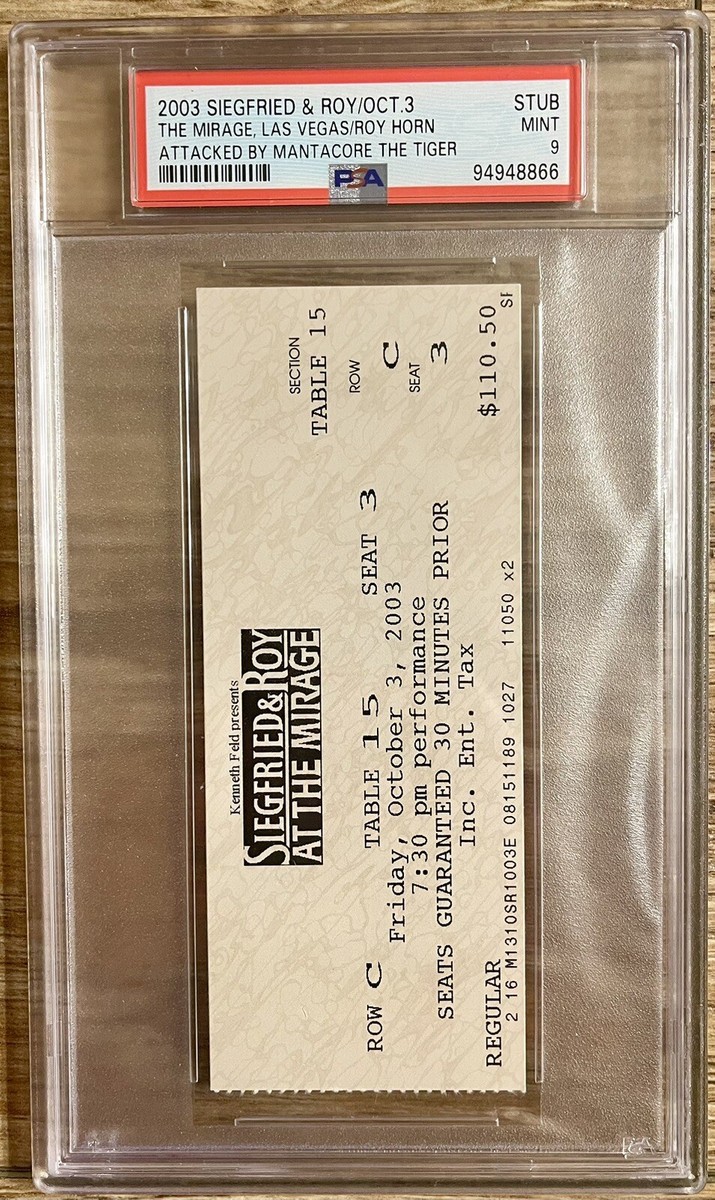 2003 SIEGFRIED & ROY/OCT.3 STUB
THE MIRAGE, LAS VEGAS/ROY HORN MINT
ATTACKED BY MANTACORE THE TIGER 9
PSA 94948866
Kenneth Feld presents
SIEGFRIED & ROY
AT THE MIRAGE
ROW C TABLE 15 SEAT 3
Friday, October 3, 2003
7:30 pm performance
SEATS GUARANTEED 30 MINUTES PRIOR
Inc. Ent. Tax
REGULAR
2 16 M1310SR1003E 08151189 1027 11050 x2
SECTION
TABLE 15
ROW
C
SEAT
3
$110.50
PSA